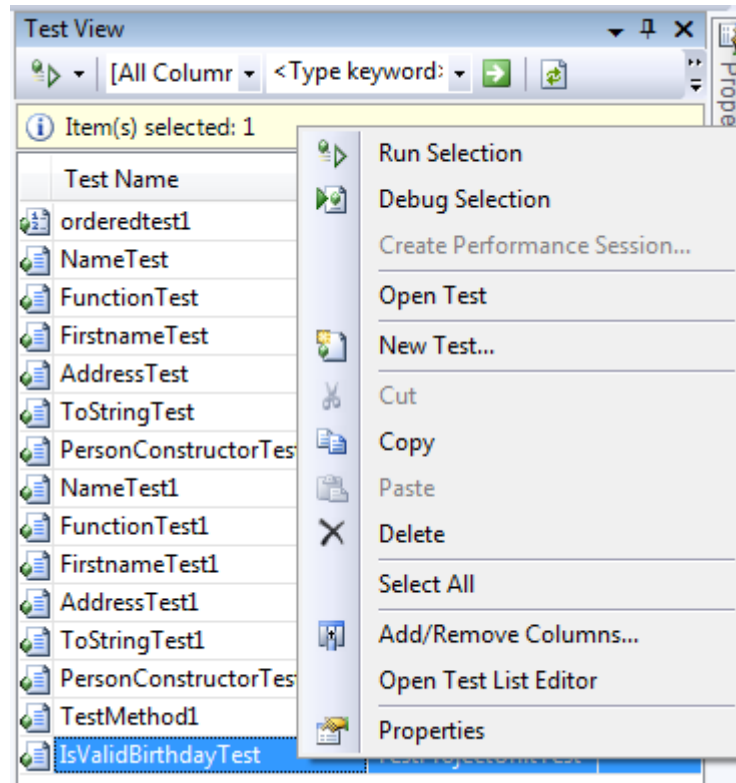 Test View
[All Columr
<Type keyword
Item(s) selected: 1
Test Name
orderedtest1
NameTest
FunctionTest
FirstnameTest
AddressTest
ToStringTest
PersonConstructorTes
NameTest1
FunctionTest1
FirstnameTest1
AddressTest1
ToStringTest1
PersonConstructorTes
TestMethod1
IsValidBirthdayTest
Run Selection
Debug Selection
Create Performance Session...
Open Test
New Test...
Cut
Copy
Paste
Delete
Select All
Add/Remove Columns...
Open Test List Editor
Properties
Prope